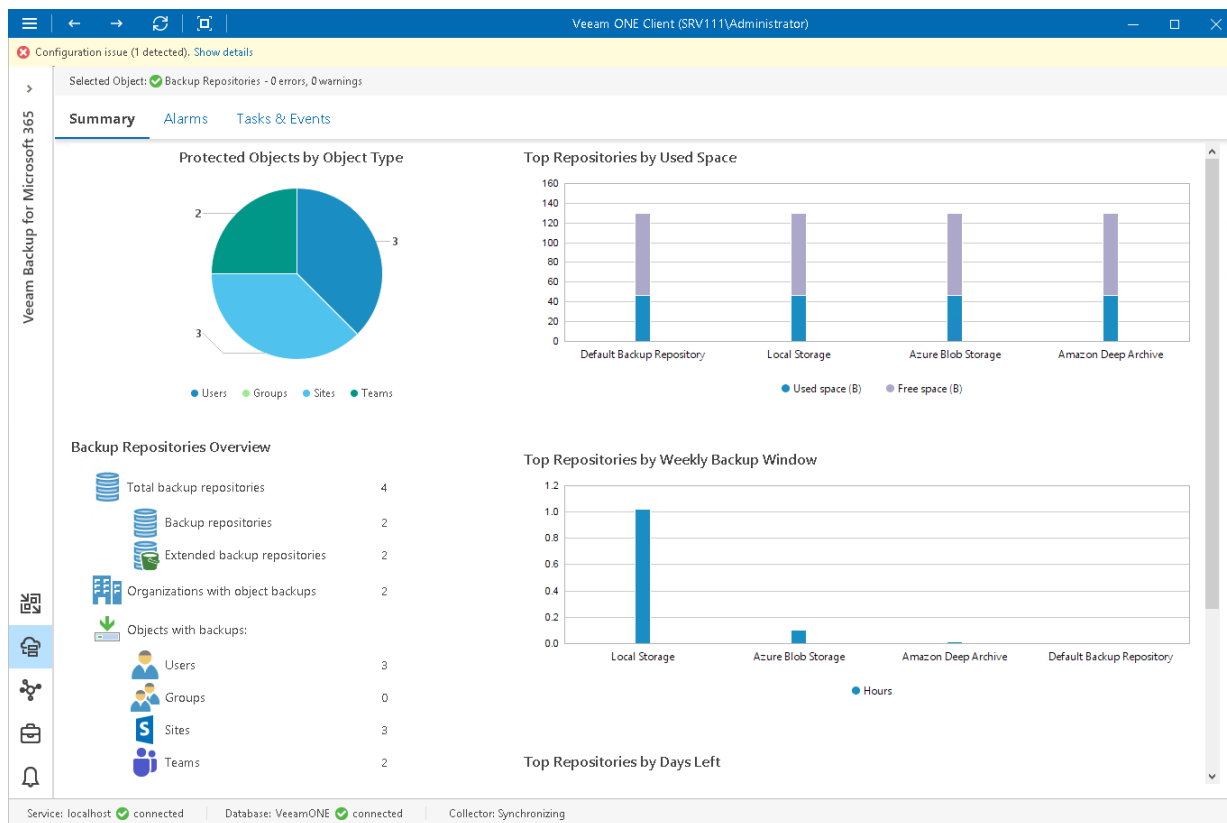 Veeam ONE Client (SRV111\Administrator)
Configuration issue (1 detected). Show details
Selected Object: Backup Repositories - 0 errors, 0 warnings
Veeam Backup for Microsoft 365
Summary Alarms Tasks & Events
Protected Objects by Object Type
2
3
3
Users Groups Sites Teams
Top Repositories by Used Space
160
140
120
100
80
60
40
20
0
Default Backup Repository Local Storage Azure Blob Storage Amazon Deep Archive
Used space (B) Free space (B)
Backup Repositories Overview
Total backup repositories 4
Backup repositories 2
Extended backup repositories 2
Organizations with object backups 2
Objects with backups:
Users 3
Groups 0
Sites 3
Teams 2
Top Repositories by Weekly Backup Window
1.2
1.0
0.8
0.6
0.4
0.2
0.0
Local Storage Azure Blob Storage Amazon Deep Archive Default Backup Repository
Hours
Top Repositories by Days Left
Service: localhost connected Database: VeeamONE connected Collector: Synchronizing